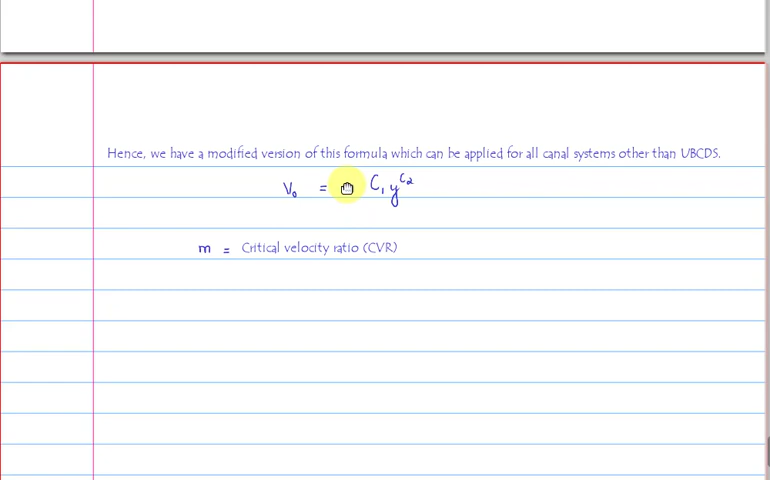 Hence, we have a modified version of this formula which can be applied for all canal systems other than UBCDS.
V₀ = C₁ y^C₂
m = Critical velocity ratio (CVR)